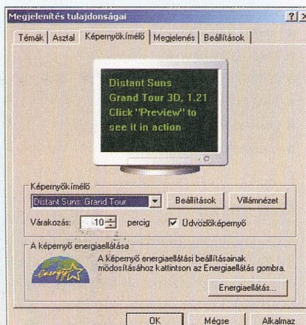 Megjelenítés tulajdonságai
Témák Asztal Képernyőkímélő Megjelenés Beállítások
Distant Suns
Grand Tour 3D, 1.21
Click "Preview" to
see it in action
Képernyőkímélő
Distant Suns: Grand Tour Beállítások Villámnézet
Várakozás: 10 percig Üdvözlőképernyő
A képernyő energiaellátása
A képernyő energiaellátási beállításainak
módosításához kattintson az Energiaellátás gombra.
Energy
Energiaellátás...
OK Mégse Alkalmaz